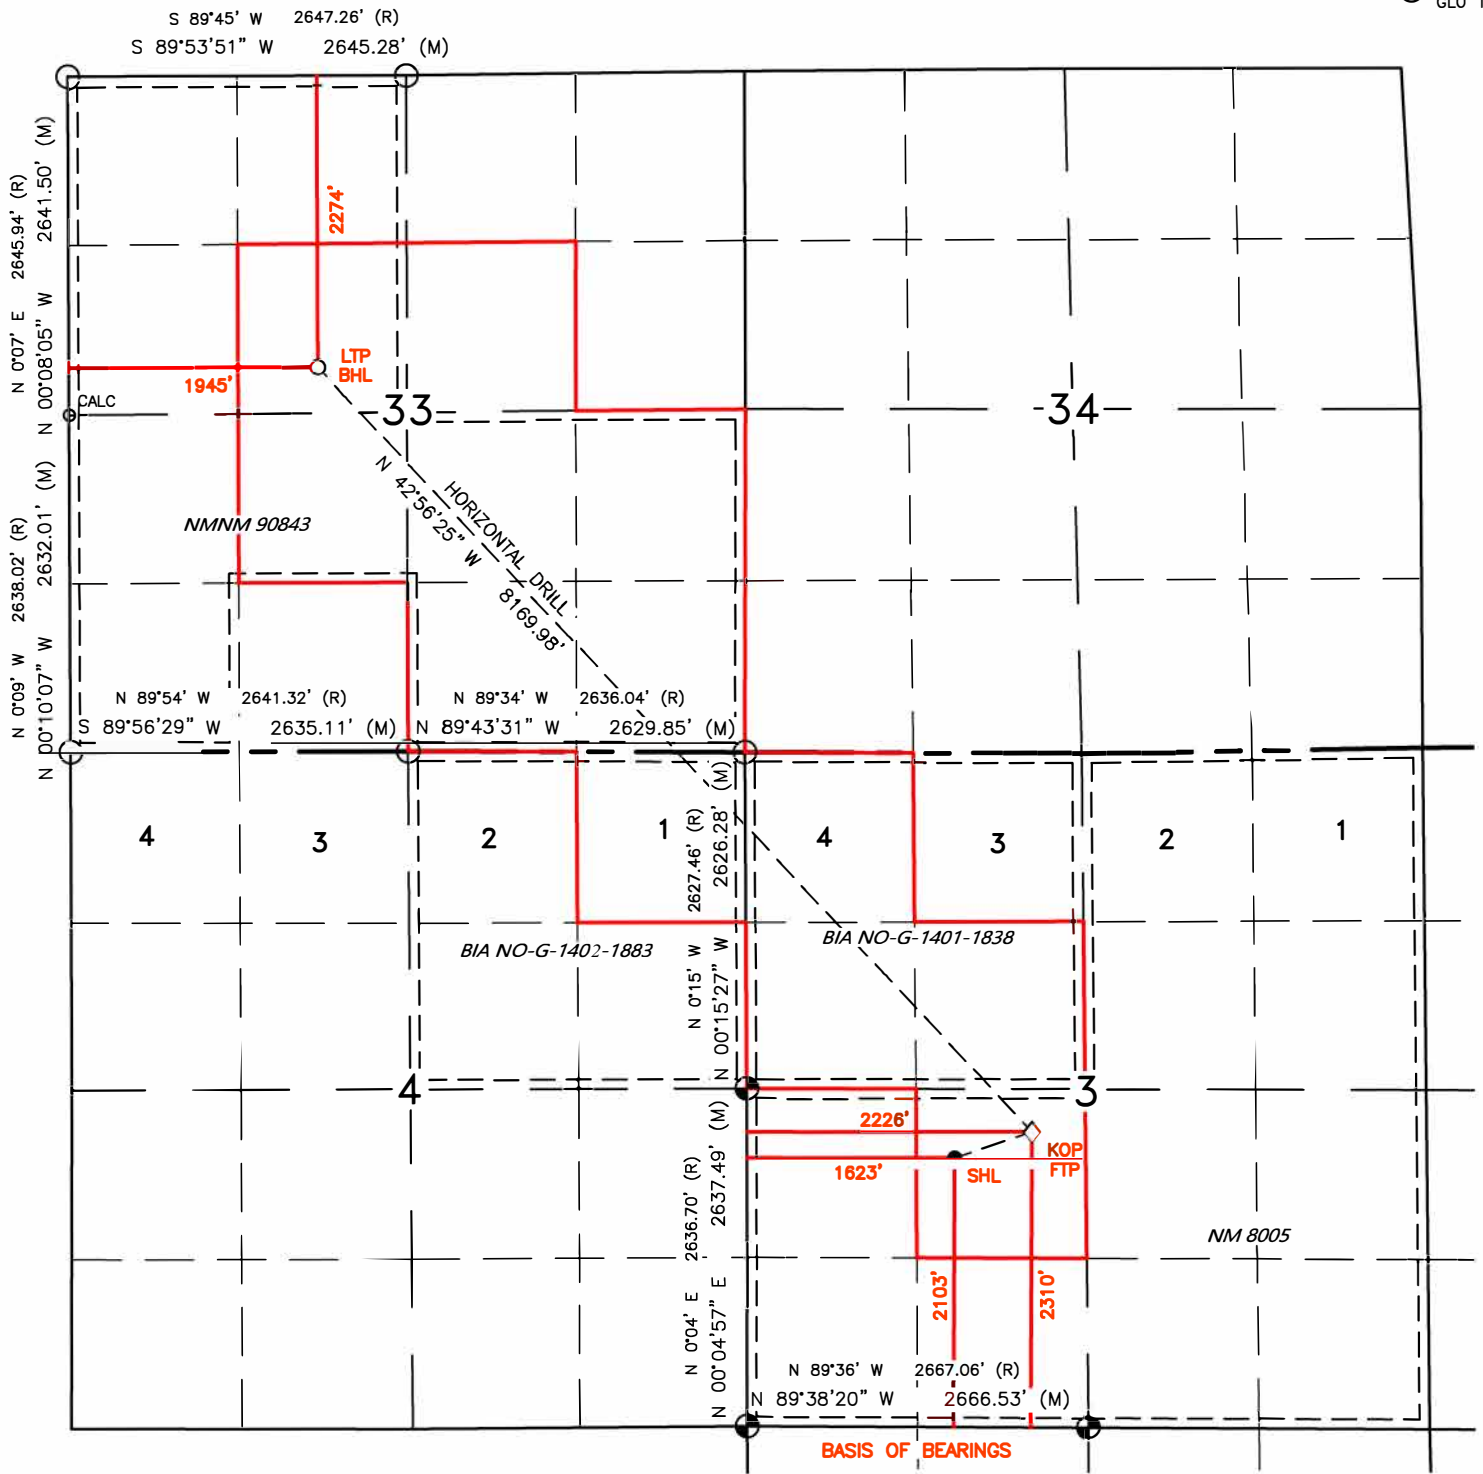 GLO 1
S 89°45' W 2647.26' (R)
S 89°53'51" W 2645.28' (M)
N 0°07' E 2645.94' (R)
N 00°08'05" W 2641.50' (M)
2274'
LTP
BHL
1945'
CALC
33
34
N 0°09' W 2638.02' (R)
N 00°10'07" W 2632.01' (M)
NMNM 90843
HORIZONTAL DRILL
N 42°56'25" W 8169.98'
N 89°54' W 2641.32' (R)
S 89°56'29" W 2635.11' (M)
N 89°34' W 2636.04' (R)
N 89°43'31" W 2629.85' (M)
4
3
2
1
4
3
2
1
N 0°15' W 2627.46' (R)
N 00°15'27" W 2626.28' (M)
BIA NO-G-1402-1883
BIA NO-G-1401-1838
4
3
2226'
KOP
FTP
1623'
SHL
N 0°04' E 2636.70' (R)
N 00°04'57" E 2637.49' (M)
NM 8005
2103'
2310'
N 89°36' W 2667.06' (R)
N 89°38'20" W 2666.53' (M)
BASIS OF BEARINGS